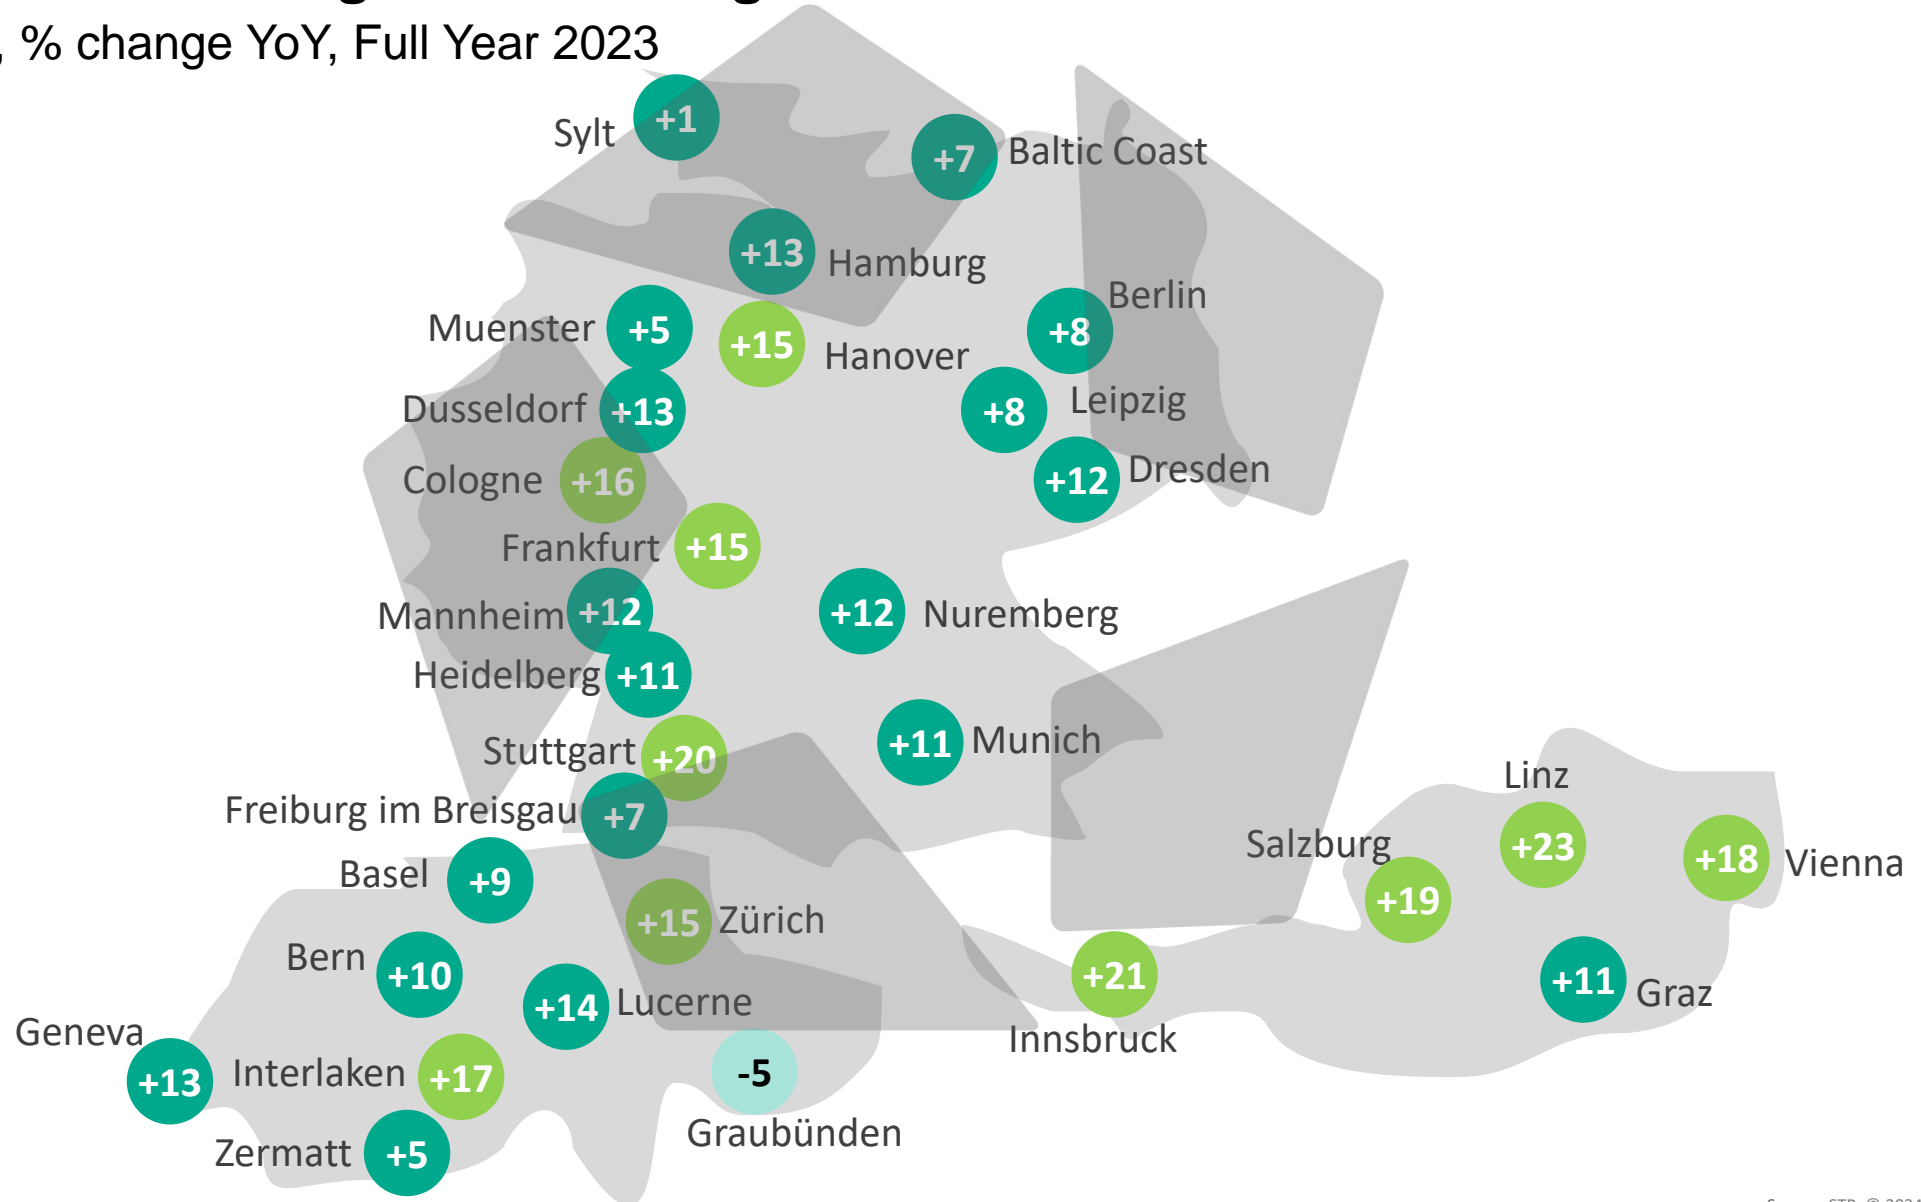 , % change YoY, Full Year 2023
Sylt +1
+7 Baltic Coast
+13 Hamburg
Berlin
+8
Muenster +5
+15 Hanover
Dusseldorf +13
+8 Leipzig
Cologne +16
+12 Dresden
Frankfurt +15
Mannheim +12
+12 Nuremberg
Heidelberg +11
Stuttgart +20
+11 Munich
Freiburg im Breisgau +7
Linz
+23
Salzburg
+19
+18 Vienna
Basel +9
+15 Zürich
Bern
+10
+14 Lucerne
+21
Innsbruck
+11 Graz
Geneva
+13
Interlaken +17
-5
Graubünden
Zermatt +5